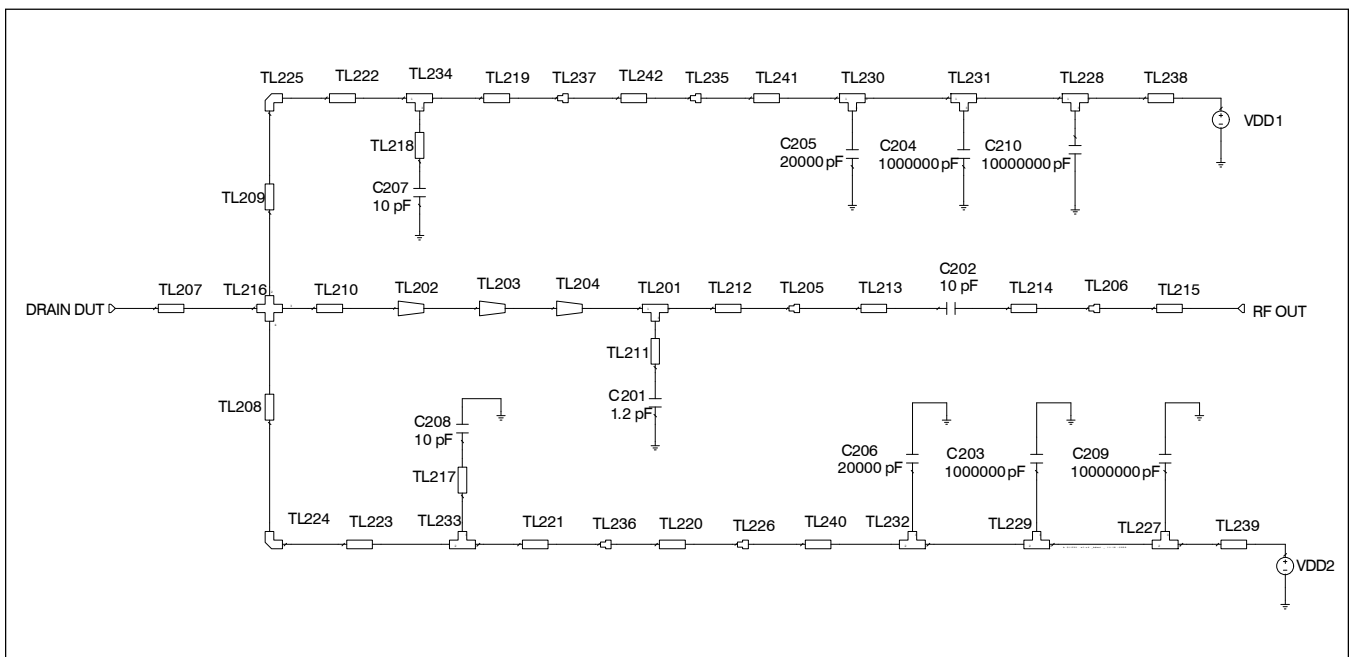 TL225 TL222 TL234 TL219 TL237 TL242 TL235 TL241 TL230 TL231 TL228 TL238
VDD1
TL218
C205
20000 pF
C204
1000000 pF
C210
10000000 pF
C207
10 pF
TL209
C202
10 pF
DRAIN DUT TL207 TL216 TL210 TL202 TL203 TL204 TL201 TL212 TL205 TL213 TL214 TL206 TL215 RF OUT
TL211
C201
1.2 pF
TL208
C208
10 pF
TL217
C206
20000 pF
C203
1000000 pF
C209
10000000 pF
TL224 TL223 TL233 TL221 TL236 TL220 TL226 TL240 TL232 TL229 TL227 TL239
VDD2